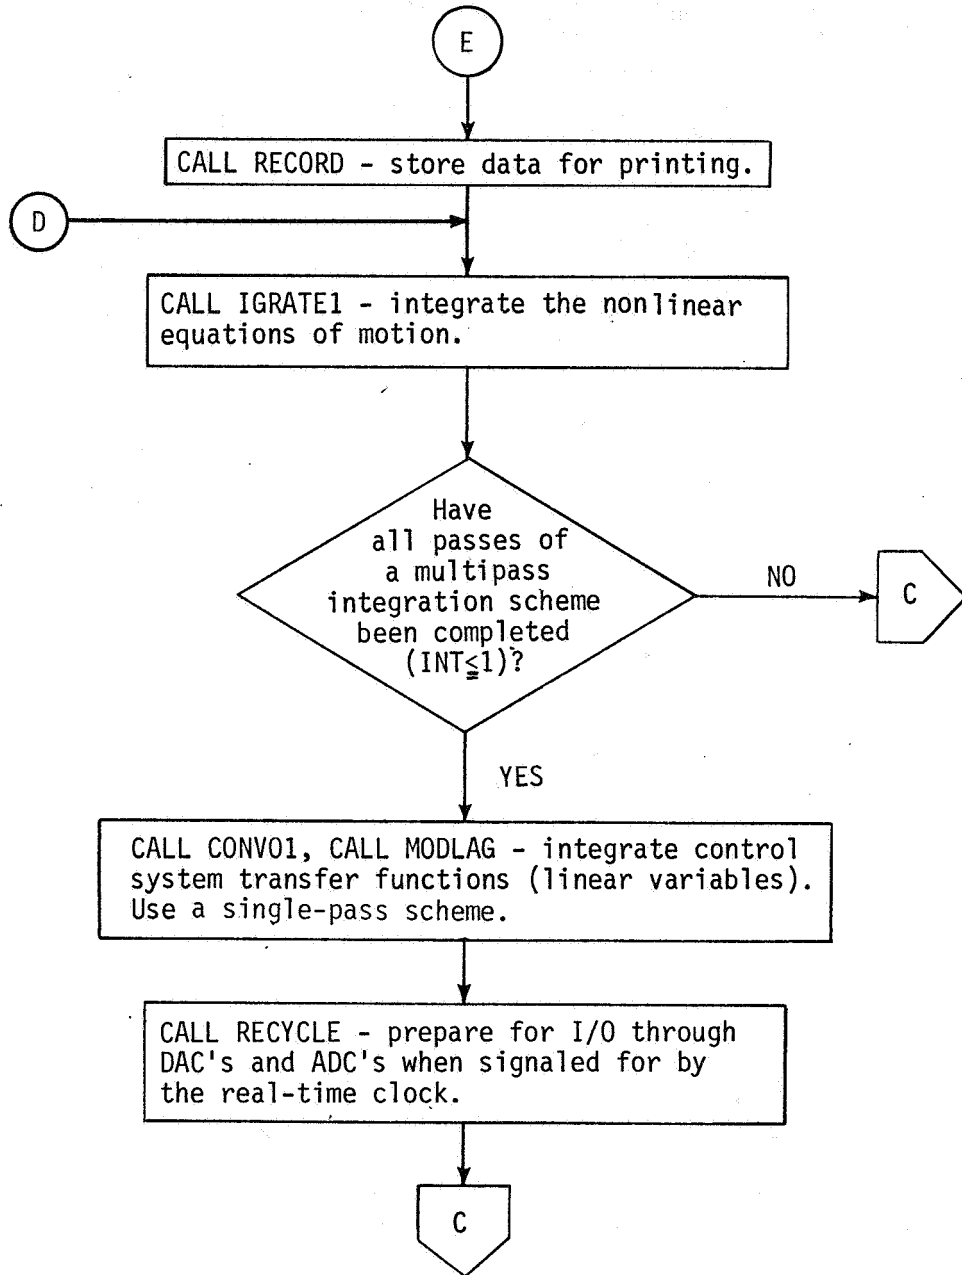 E
CALL RECORD - store data for printing.
D
CALL IGRATE1 - integrate the nonlinear
equations of motion.
Have
all passes of
a multipass
integration scheme
been completed
(INT≦1)?
NO
C
YES
CALL CONVO1, CALL MODLAG - integrate control
system transfer functions (linear variables).
Use a single-pass scheme.
CALL RECYCLE - prepare for I/O through
DAC's and ADC's when signaled for by
the real-time clock.
C